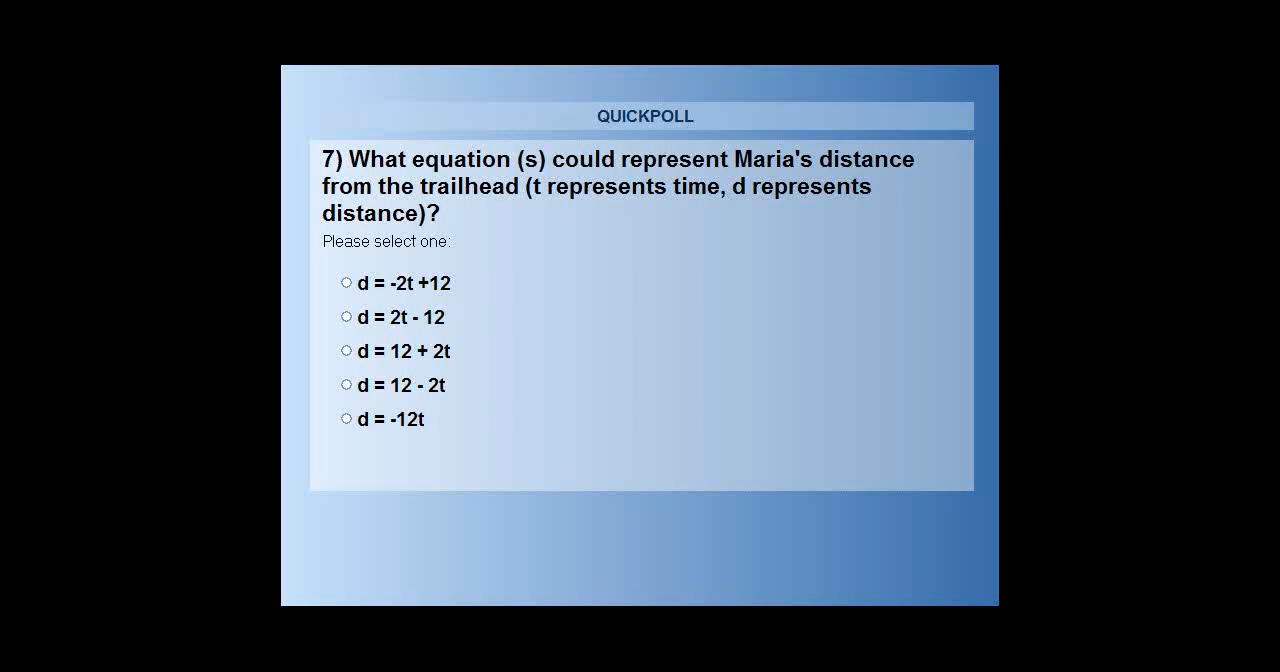 QUICKPOLL
7) What equation (s) could represent Maria's distance
from the trailhead (t represents time, d represents
distance)?
Please select one:
d = -2t +12
d = 2t - 12
d = 12 + 2t
d = 12 - 2t
d = -12t